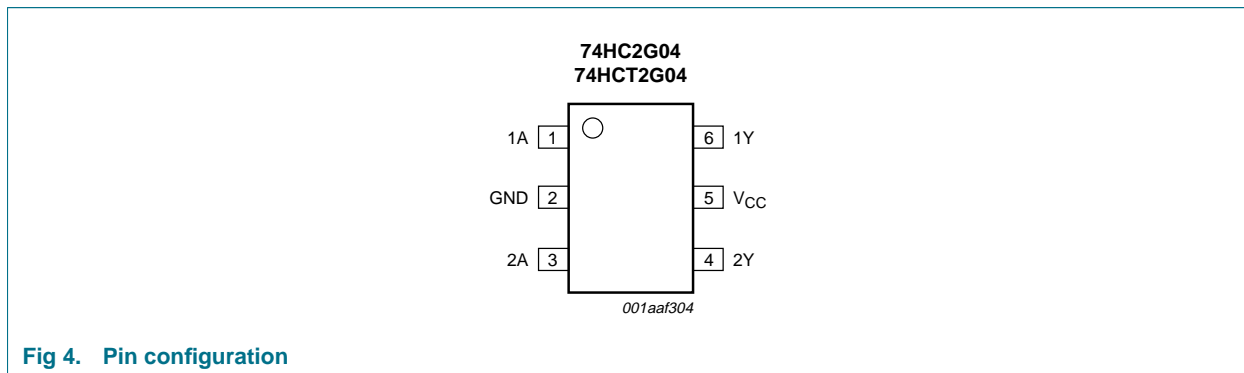 74HC2G04
74HCT2G04
1A 1 6 1Y
GND 2 5 VCC
2A 3 4 2Y
001aaf304
Fig 4. Pin configuration